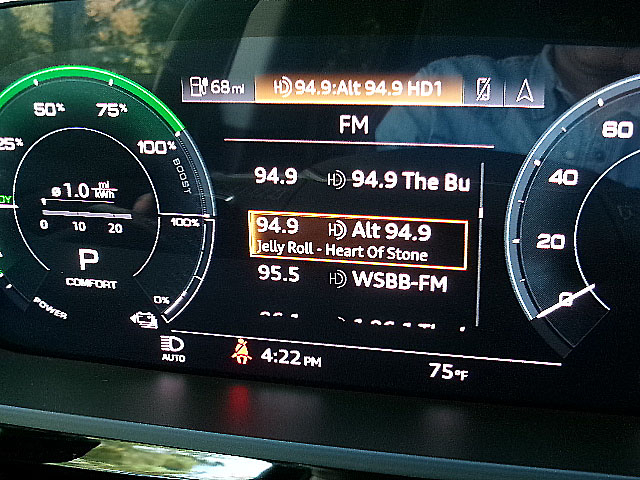 68 mi
94.9:Alt 94.9 HD1
FM
94.9 94.9 The Bu
94.9 Alt 94.9
Jelly Roll - Heart Of Stone
95.5 WSBB-FM
25%
50%
75%
100%
BOOST
ø 1.0 mi/kWh
0 10 20
100%
P
COMFORT
0%
POWER
80
40
20
0
AUTO
4:22 PM
75°F